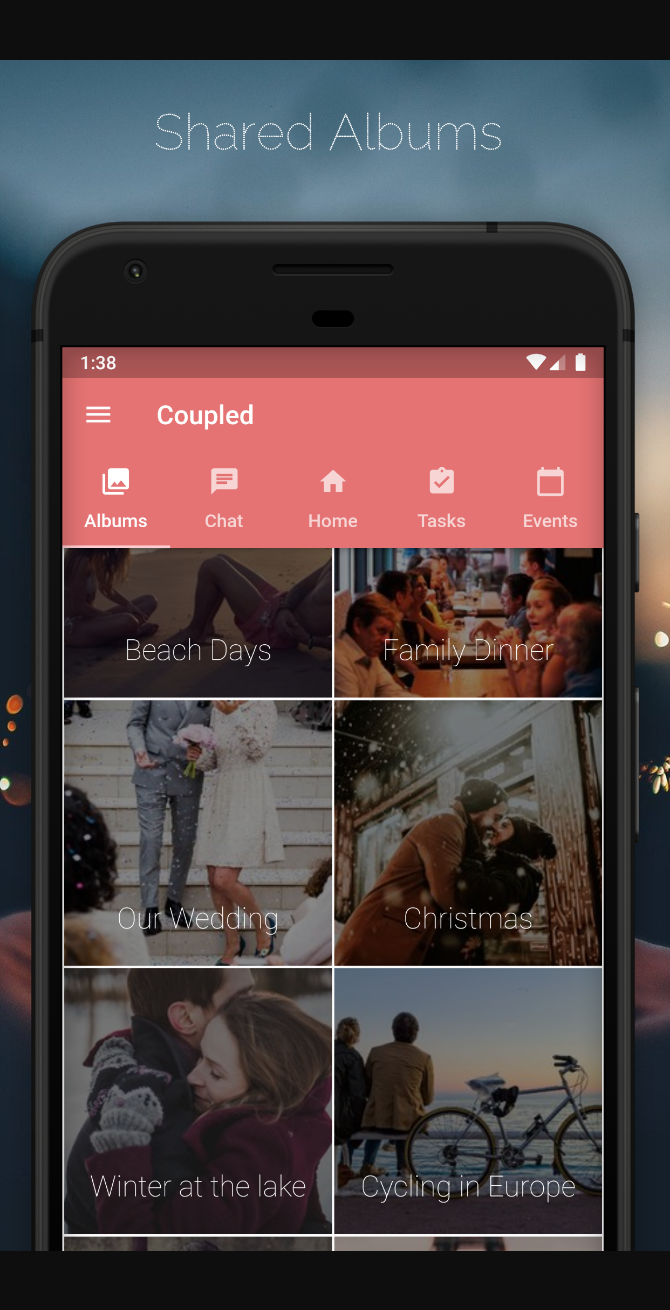 Shared Albums
1:38
Coupled
Albums Chat Home Tasks Events
Beach Days Family Dinner
Our Wedding Christmas
Winter at the lake Cycling in Europe